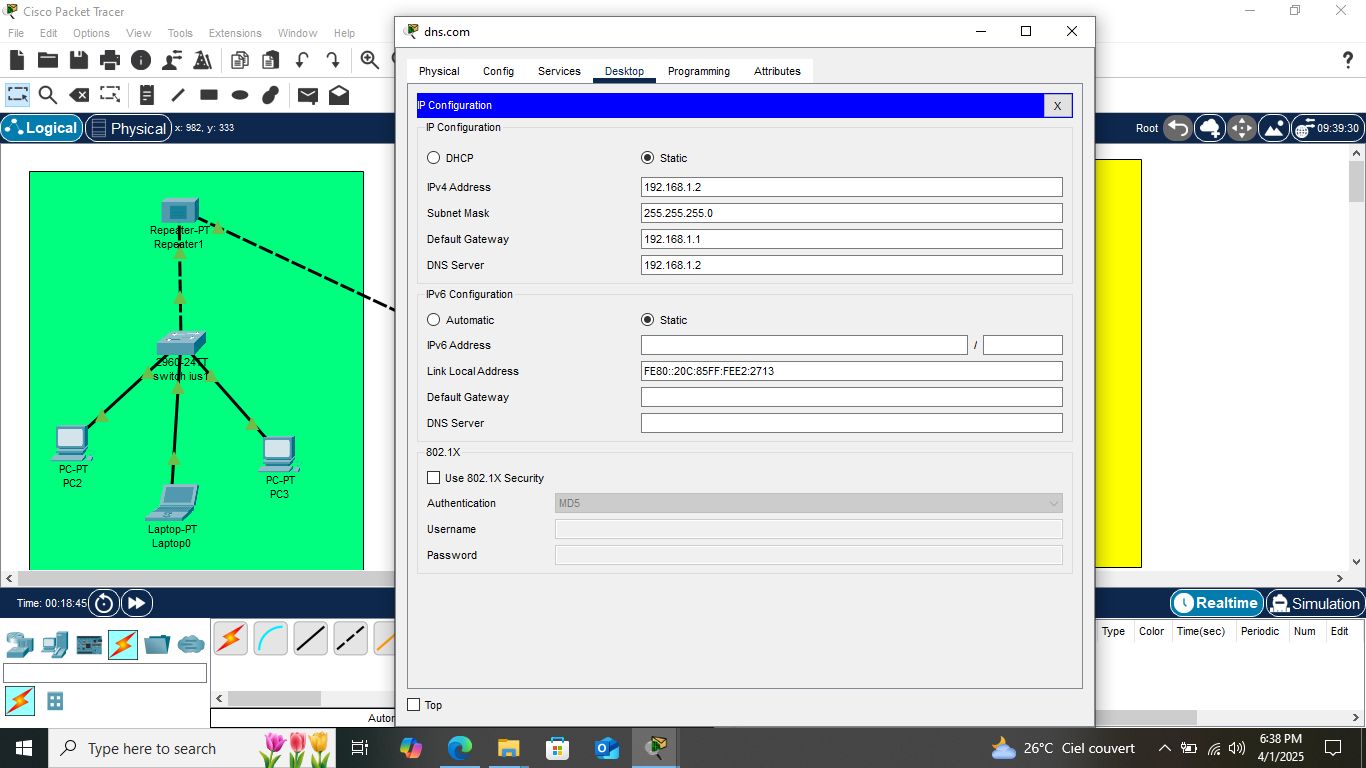 Cisco Packet Tracer
File Edit Options View Tools Extensions Window Help
Logical
Physical
x: 982, y: 333
Root
09:39:30
Repeater-PT
Repeater1
2960-24TT
switch ius1
PC-PT
PC2
PC-PT
PC3
Laptop-PT
Laptop0
Time: 00:18:45
Realtime
Simulation
Type Color Time(sec) Periodic Num Edit
dns.com
Physical Config Services Desktop Programming Attributes
IP Configuration
X
IP Configuration
DHCP
Static
IPv4 Address
192.168.1.2
Subnet Mask
255.255.255.0
Default Gateway
192.168.1.1
DNS Server
192.168.1.2
IPv6 Configuration
Automatic
Static
IPv6 Address
/
Link Local Address
FE80::20C:85FF:FEE2:2713
Default Gateway
DNS Server
802.1X
Use 802.1X Security
Authentication
MD5
Username
Password
Top
Type here to search
26°C Ciel couvert
6:38 PM
4/1/2025